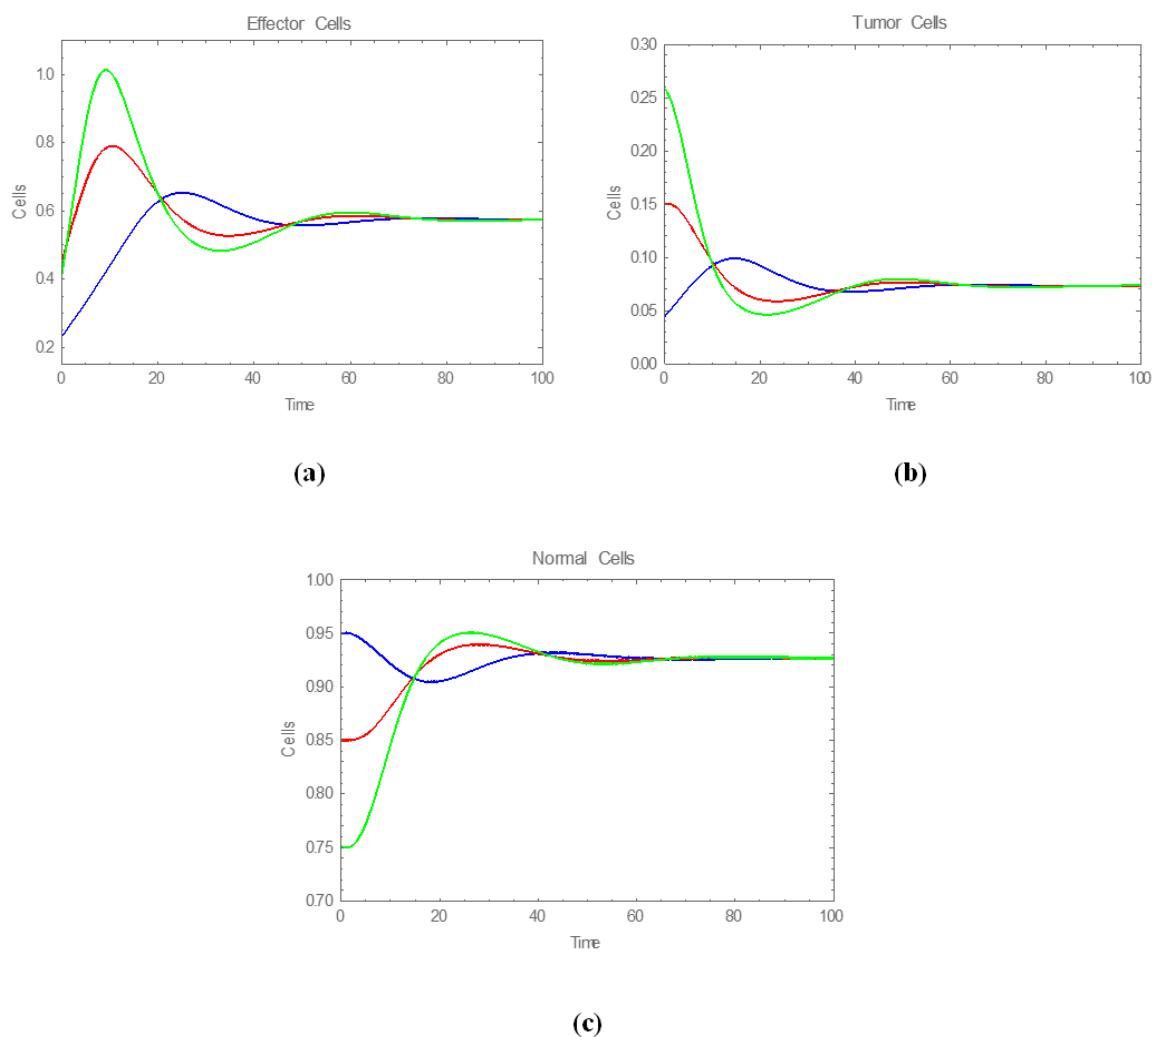 Effector Cells
1.0
0.8
0.6
0.4
0.2
Cells
0 20 40 60 80 100
Time
(a)
Tumor Cells
0.30
0.25
0.20
0.15
0.10
0.05
0.00
Cells
0 20 40 60 80 100
Time
(b)
Normal Cells
1.00
0.95
0.90
0.85
0.80
0.75
0.70
Cells
0 20 40 60 80 100
Time
(c)